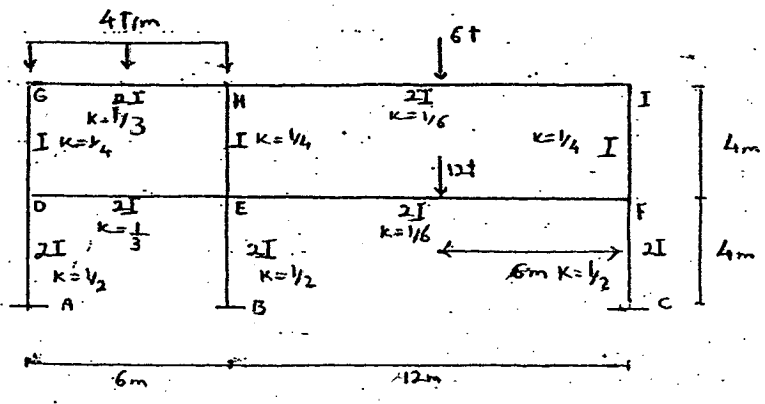 4T/m
6t
G
H
I
2I
K=1/3
2I
K=1/6
I K=1/4
I K=1/4
K=1/4 I
4m
12t
D
E
F
2I
K=1/3
2I
K=1/6
2I
K=1/2
2I
K=1/2
6m K=1/2
2I
4m
A
B
C
6m
12m